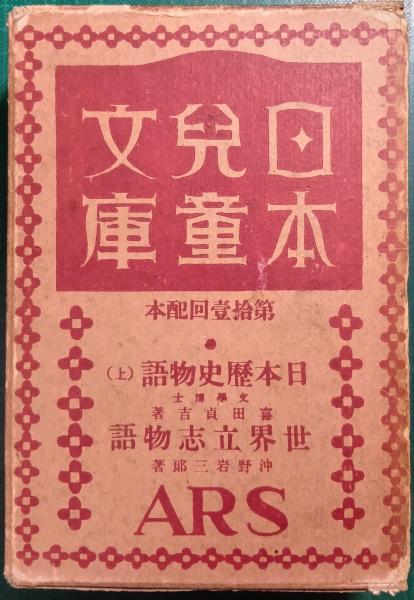 日本兒童文庫
第拾壹回配本
日本歷史物語(上)
文學博士
喜田貞吉著
世界立志物語
沖野岩三郎著
ARS